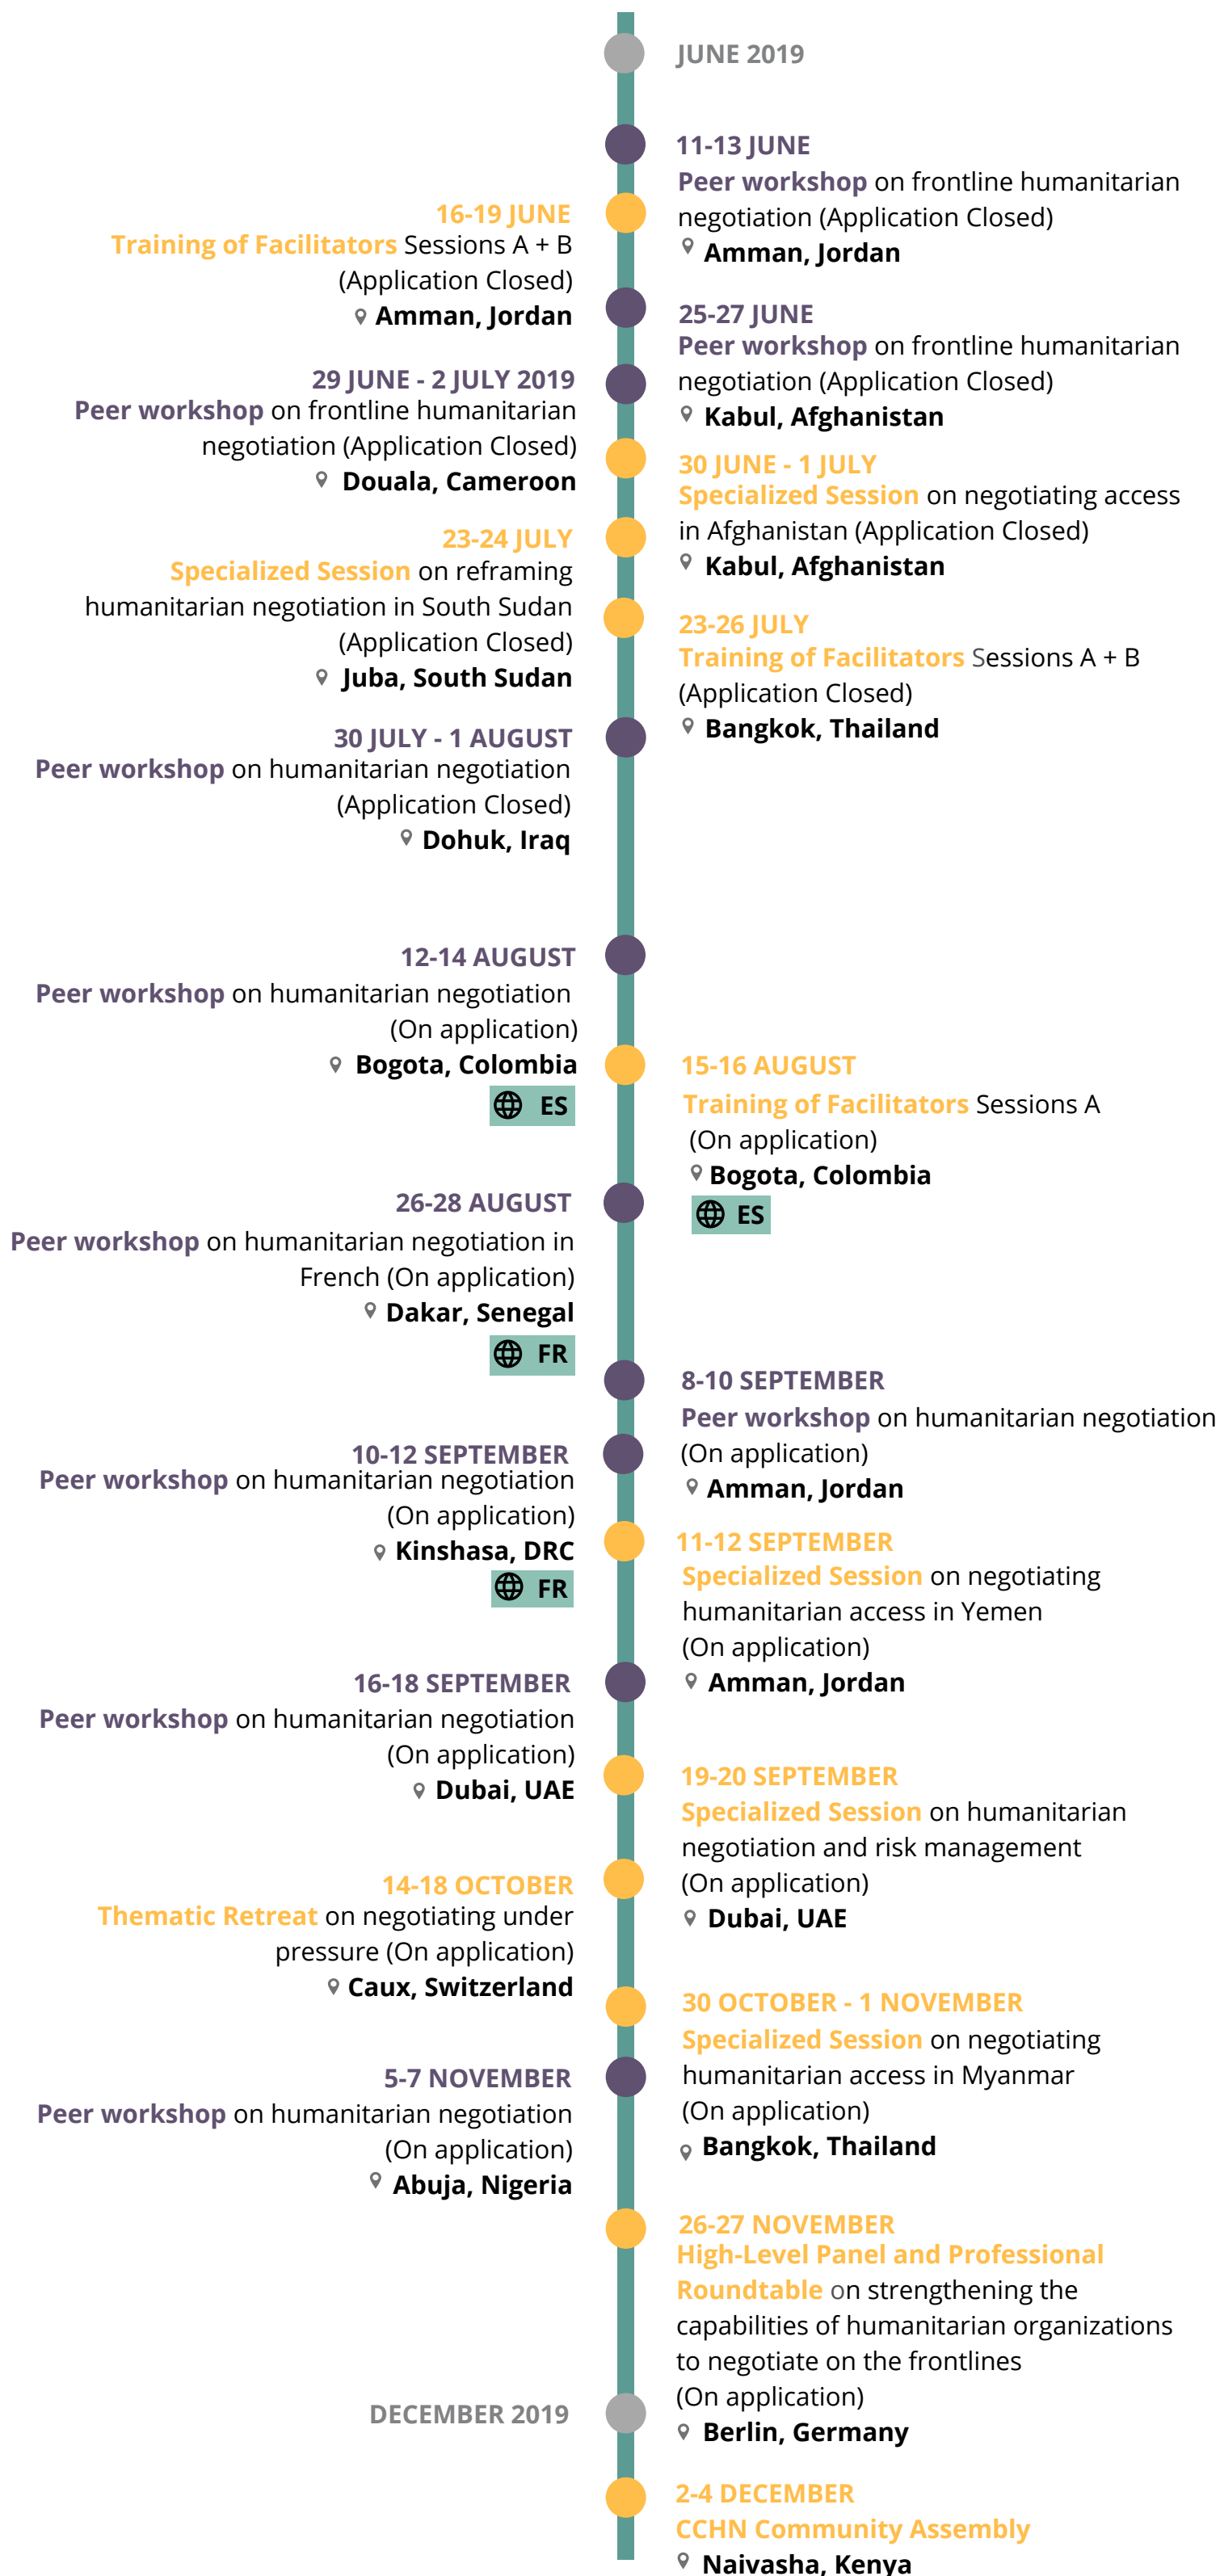 JUNE 2019
11-13 JUNE
Peer workshop on frontline humanitarian
negotiation (Application Closed)
Amman, Jordan
16-19 JUNE
Training of Facilitators Sessions A + B
(Application Closed)
Amman, Jordan
25-27 JUNE
Peer workshop on frontline humanitarian
negotiation (Application Closed)
Kabul, Afghanistan
29 JUNE - 2 JULY 2019
Peer workshop on frontline humanitarian
negotiation (Application Closed)
Douala, Cameroon
30 JUNE - 1 JULY
Specialized Session on negotiating access
in Afghanistan (Application Closed)
Kabul, Afghanistan
23-24 JULY
Specialized Session on reframing
humanitarian negotiation in South Sudan
(Application Closed)
Juba, South Sudan
23-26 JULY
Training of Facilitators Sessions A + B
(Application Closed)
Bangkok, Thailand
30 JULY - 1 AUGUST
Peer workshop on humanitarian negotiation
(Application Closed)
Dohuk, Iraq
12-14 AUGUST
Peer workshop on humanitarian negotiation
(On application)
Bogota, Colombia
ES
15-16 AUGUST
Training of Facilitators Sessions A
(On application)
Bogota, Colombia
ES
26-28 AUGUST
Peer workshop on humanitarian negotiation in
French (On application)
Dakar, Senegal
FR
8-10 SEPTEMBER
Peer workshop on humanitarian negotiation
(On application)
Amman, Jordan
10-12 SEPTEMBER
Peer workshop on humanitarian negotiation
(On application)
Kinshasa, DRC
FR
11-12 SEPTEMBER
Specialized Session on negotiating
humanitarian access in Yemen
(On application)
Amman, Jordan
16-18 SEPTEMBER
Peer workshop on humanitarian negotiation
(On application)
Dubai, UAE
19-20 SEPTEMBER
Specialized Session on humanitarian
negotiation and risk management
(On application)
Dubai, UAE
14-18 OCTOBER
Thematic Retreat on negotiating under
pressure (On application)
Caux, Switzerland
30 OCTOBER - 1 NOVEMBER
Specialized Session on negotiating
humanitarian access in Myanmar
(On application)
Bangkok, Thailand
5-7 NOVEMBER
Peer workshop on humanitarian negotiation
(On application)
Abuja, Nigeria
26-27 NOVEMBER
High-Level Panel and Professional
Roundtable on strengthening the
capabilities of humanitarian organizations
to negotiate on the frontlines
(On application)
Berlin, Germany
DECEMBER 2019
2-4 DECEMBER
CCHN Community Assembly
Naivasha, Kenya